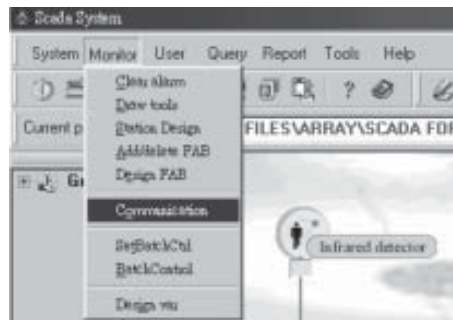 Scada System
System Monitor User Query Report Tools Help
Clear alarm
Draw tools
Station Design
Add/delete FAB
Design FAB
Communication
SetBatchCtrl
BatchControl
Design
Current p
FILES\ARRAY\SCADA FOR
Infrared detector